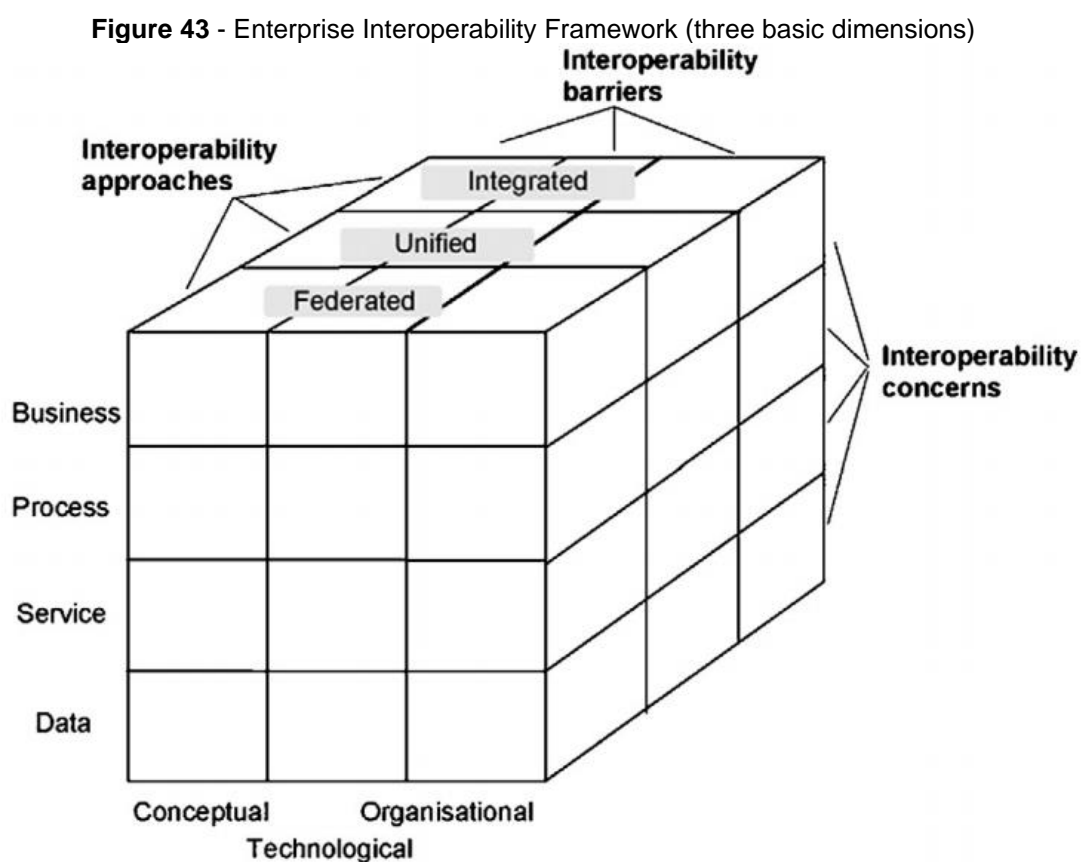 Figure 43 - Enterprise Interoperability Framework (three basic dimensions)
Interoperability
barriers
Interoperability
approaches
Integrated
Unified
Federated
Interoperability
concerns
Business
Process
Service
Data
Conceptual
Organisational
Technological